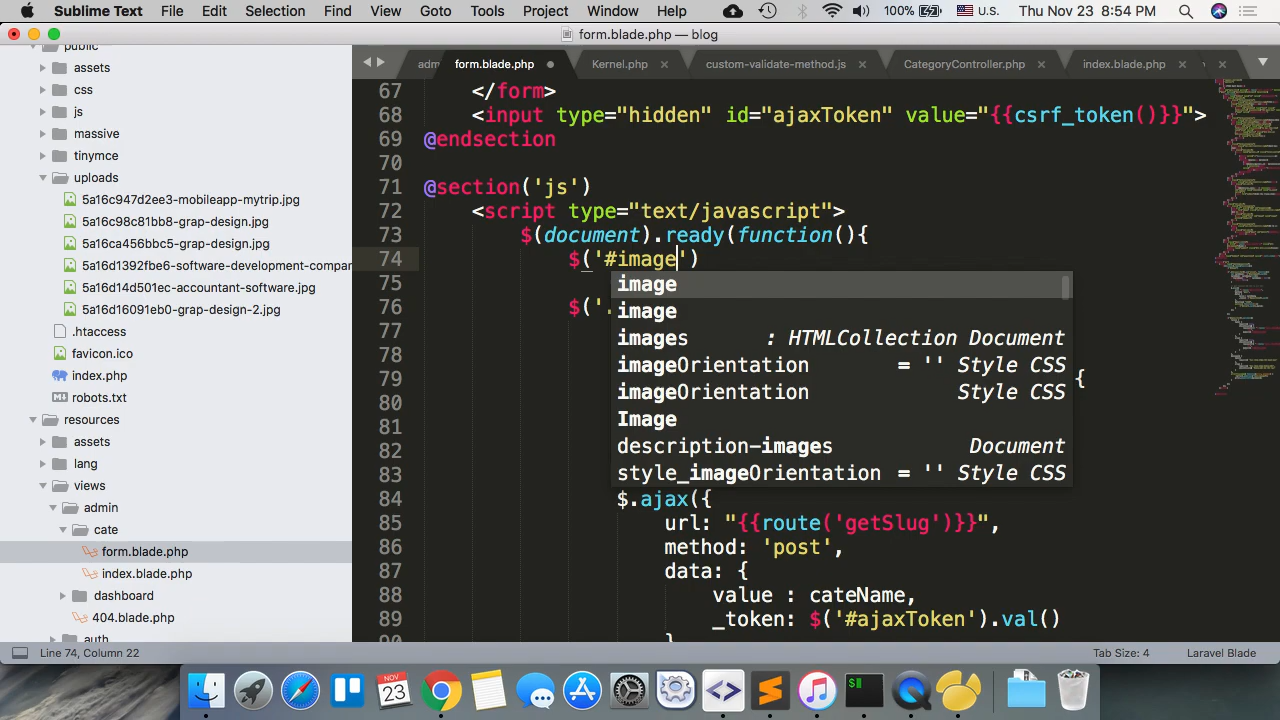 Sublime Text File Edit Selection Find View Goto Tools Project Window Help 100% U.S. Thu Nov 23 8:54 PM
form.blade.php — blog
public
assets
css
js
massive
tinymce
uploads
5a16c947d2ee3-mobileapp-mytrip.jpg
5a16c98c81bb8-grap-design.jpg
5a16ca456bbcf-grap-design.jpg
5a16d1392fbe6-software-development-compan
5a16d14d501ec-accountant-software.jpg
5a16d16091eb0-grap-design-2.jpg
.htaccess
favicon.ico
index.php
robots.txt
resources
assets
lang
views
admin
cate
form.blade.php
index.blade.php
dashboard
404.blade.php
auth
adm form.blade.php Kernel.php custom-validate-method.js CategoryController.php index.blade.php
67 </form>
68 <input type="hidden" id="ajaxToken" value="{{csrf_token()}}">
69 @endsection
70
71 @section('js')
72 <script type="text/javascript">
73 $(document).ready(function(){
74 $('#image')
75
76 $('.
77
78
79 {
80
81
82
83
84 $.ajax({
85 url: "{{route('getSlug')}}",
86 method: 'post',
87 data: {
88 value : cateName,
89 _token: $('#ajaxToken').val()
90 }
image
image
images : HTMLCollection Document
imageOrientation = '' Style CSS
imageOrientation Style CSS
Image
description-images Document
style_imageOrientation = '' Style CSS
Line 74, Column 22 Tab Size: 4 Laravel Blade
NOV
23